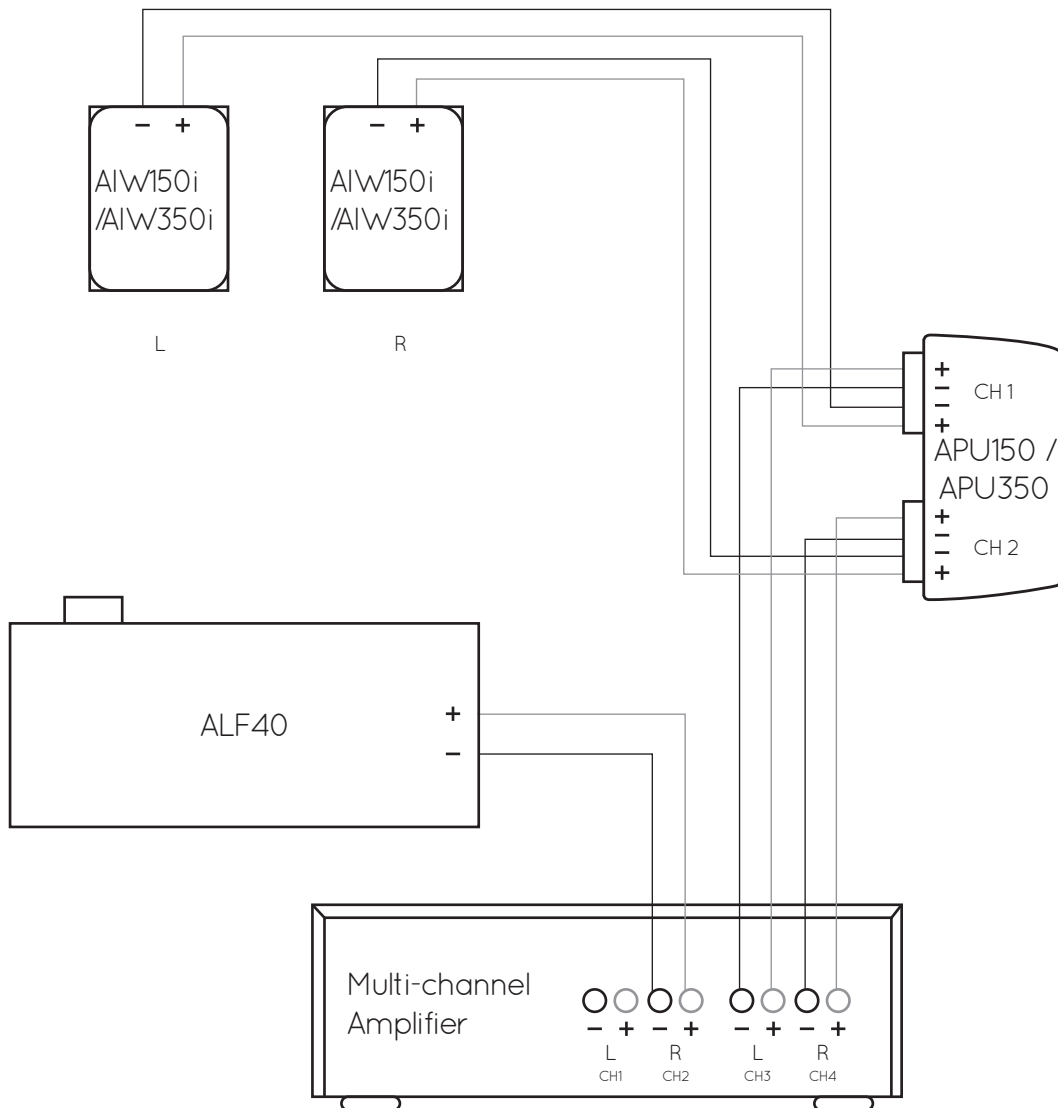 − +
AIW150i
/AIW350i
L
− +
AIW150i
/AIW350i
R
+
−
−
+
CH 1
APU150 /
APU350
+
−
−
+
CH 2
ALF40
+
−
Multi-channel
Amplifier
− + − + − + − +
L R L R
CH1 CH2 CH3 CH4